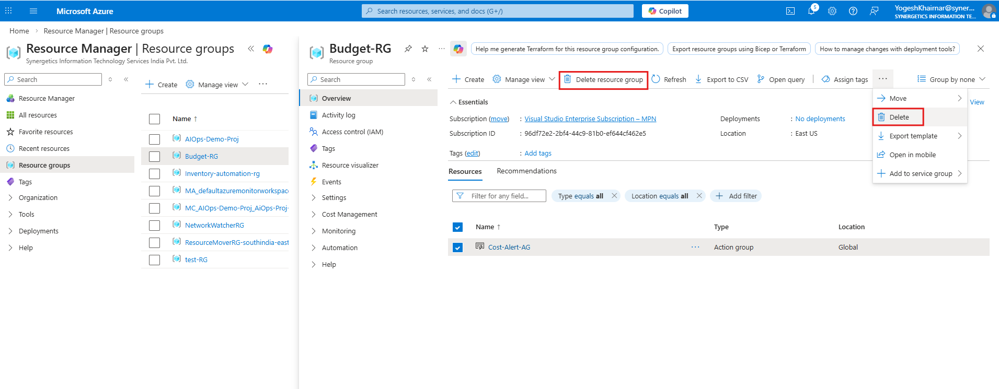 Microsoft Azure
Search resources, services, and docs (G+/)
Copilot
5
YogeshKhairnar@syner...
SYNERGETICS INFORMATION TE...
Home > Resource Manager | Resource groups
Resource Manager | Resource groups
Synergetics Information Technology Services India Pvt. Ltd.
Search
Resource Manager
All resources
Favorite resources
Recent resources
Resource groups
Tags
Organization
Tools
Deployments
Help
Create
Manage view
...
Name ↑
AIOps-Demo-Proj
Budget-RG
Inventory-automation-rg
MA_defaultazuremonitorworkspace
MC_AIOps-Demo-Proj_AiOps-Proj-
NetworkWatcherRG
ResourceMoverRG-southindia-east
test-RG
Budget-RG
...
Resource group
Help me generate Terraform for this resource group configuration.
Export resource groups using Bicep or Terraform
How to manage changes with deployment tools?
Search
Overview
Activity log
Access control (IAM)
Tags
Resource visualizer
Events
Settings
Cost Management
Monitoring
Automation
Help
Create
Manage view
Delete resource group
Refresh
Export to CSV
Open query
Assign tags
...
Group by none
Move
Delete
Export template
Open in mobile
Add to service group
Essentials
View
Subscription (move) : Visual Studio Enterprise Subscription – MPN
Deployments : No deployments
Subscription ID : 96df72e2-2bf4-44c9-81b0-ef644cf462e5
Location : East US
Tags (edit) : Add tags
Resources
Recommendations
Filter for any field...
Type equals all
Location equals all
Add filter
Name ↑ Type Location
Cost-Alert-AG ... Action group Global